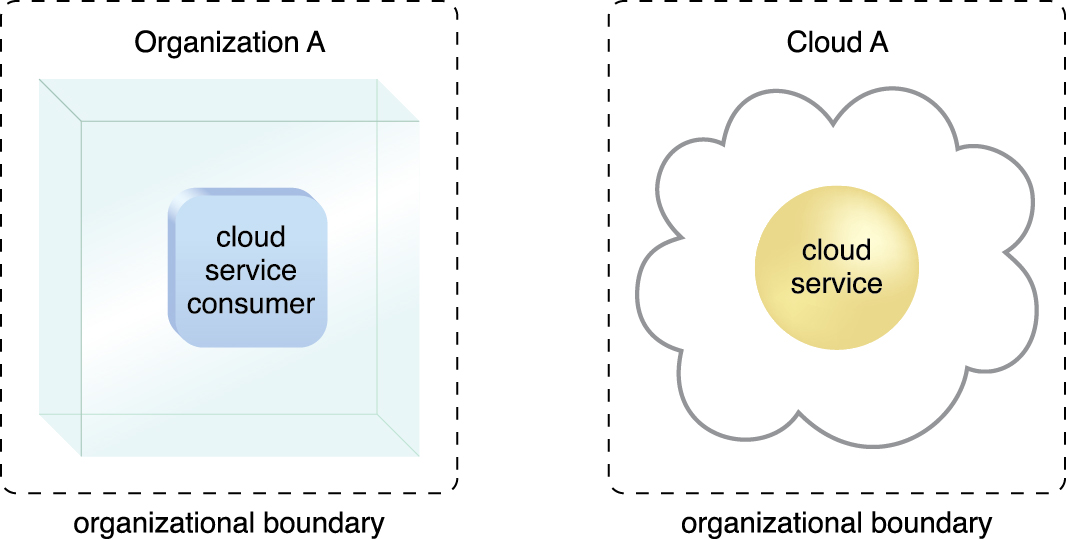 Organization A
cloud
service
consumer
organizational boundary
Cloud A
cloud
service
organizational boundary